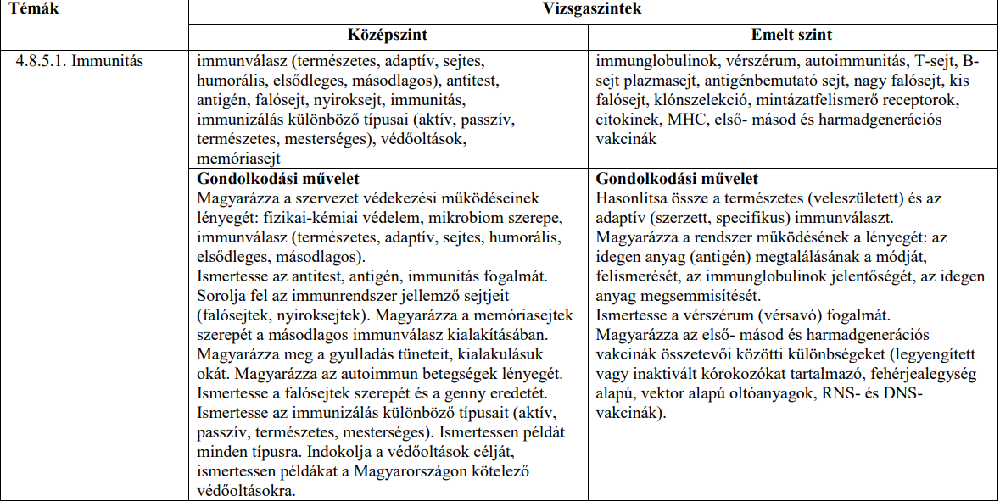 Témák
Vizsgaszintek
Középszint
Emelt szint
4.8.5.1. Immunitás
immunválasz (természetes, adaptív, sejtes,
humorális, elsődleges, másodlagos), antitest,
antigén, falósejt, nyiroksejt, immunitás,
immunizálás különböző típusai (aktív, passzív,
természetes, mesterséges), védőoltások,
memóriasejt
immunglobulinok, vérszérum, autoimmunitás, T-sejt, B-
sejt plazmasejt, antigénbemutató sejt, nagy falósejt, kis
falósejt, klónszelekció, mintázatfelismerő receptorok,
citokinek, MHC, első- másod és harmadgenerációs
vakcinák
Gondolkodási művelet
Magyarázza a szervezet védekezési működéseinek
lényegét: fizikai-kémiai védelem, mikrobiom szerepe,
immunválasz (természetes, adaptív, sejtes, humorális,
elsődleges, másodlagos).
Ismertesse az antitest, antigén, immunitás fogalmát.
Sorolja fel az immunrendszer jellemző sejtjeit
(falósejtek, nyiroksejtek). Magyarázza a memóriasejtek
szerepét a másodlagos immunválasz kialakításában.
Magyarázza meg a gyulladás tüneteit, kialakulásuk
okát. Magyarázza az autoimmun betegségek lényegét.
Ismertesse a falósejtek szerepét és a genny eredetét.
Ismertesse az immunizálás különböző típusait (aktív,
passzív, természetes, mesterséges). Ismertessen példát
minden típusra. Indokolja a védőoltások célját,
ismertessen példákat a Magyarországon kötelező
védőoltásokra.
Gondolkodási művelet
Hasonlítsa össze a természetes (veleszületett) és az
adaptív (szerzett, specifikus) immunválaszt.
Magyarázza a rendszer működésének a lényegét: az
idegen anyag (antigén) megtalálásának a módját,
felismerését, az immunglobulinok jelentőségét, az idegen
anyag megsemmisítését.
Ismertesse a vérszérum (vérsavó) fogalmát.
Magyarázza az első- másod és harmadgenerációs
vakcinák összetevői közötti különbségeket (legyengített
vagy inaktivált kórokozókat tartalmazó, fehérjealegység
alapú, vektor alapú oltóanyagok, RNS- és DNS-
vakcinák).